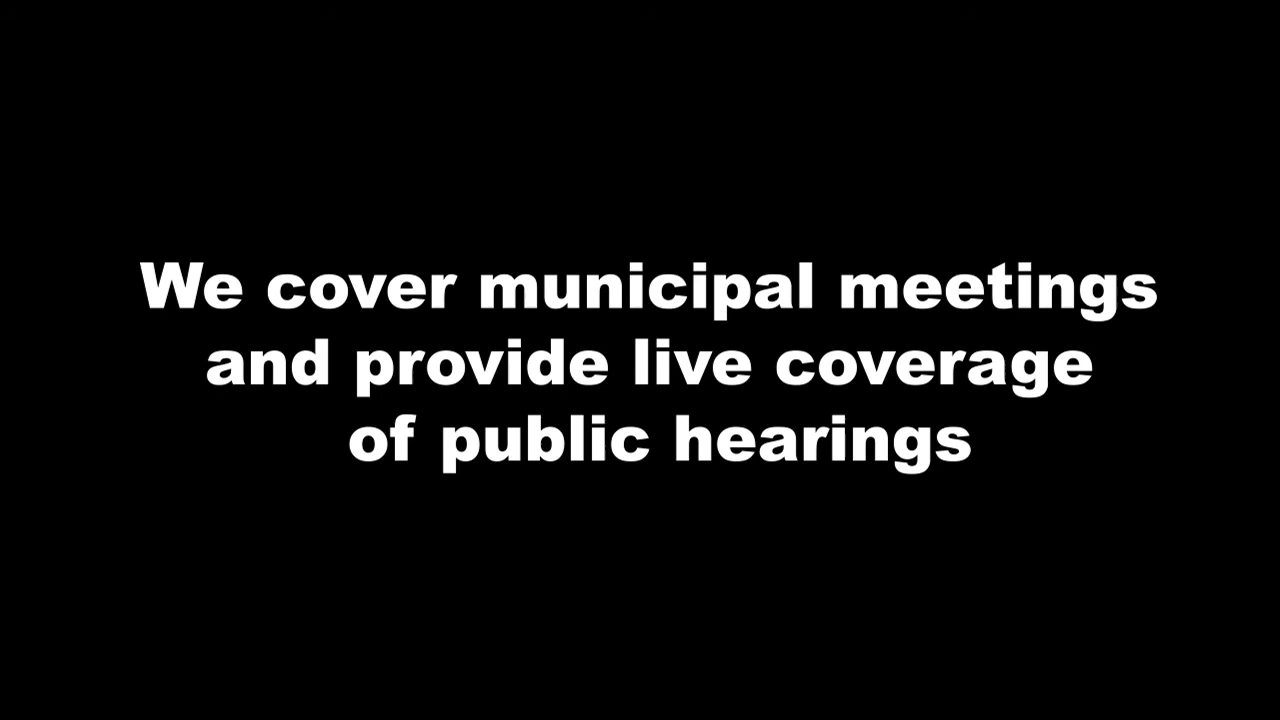 We cover municipal meetings
and provide live coverage
of public hearings